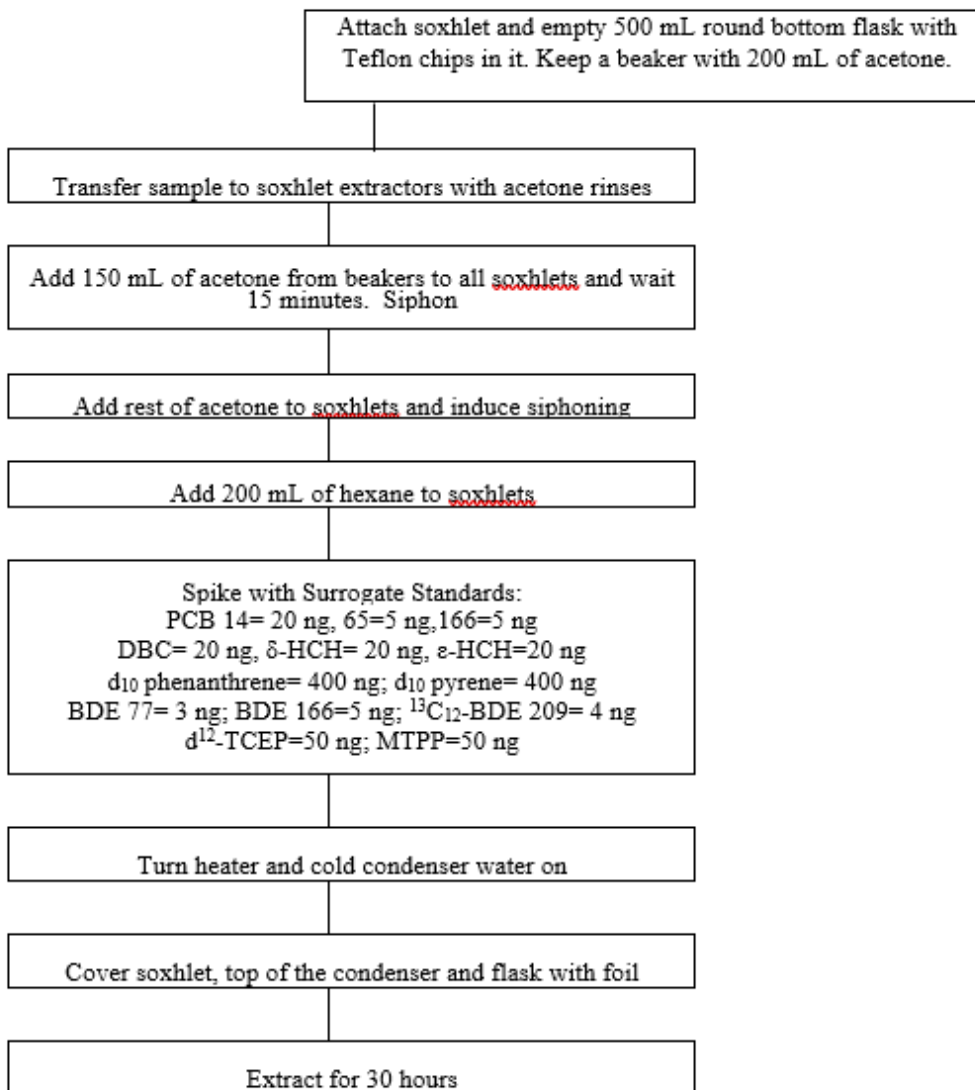 Attach soxhlet and empty 500 mL round bottom flask with
Teflon chips in it. Keep a beaker with 200 mL of acetone.
Transfer sample to soxhlet extractors with acetone rinses
Add 150 mL of acetone from beakers to all soxhlets and wait
15 minutes.  Siphon
Add rest of acetone to soxhlets and induce siphoning
Add 200 mL of hexane to soxhlets
Spike with Surrogate Standards:
PCB 14= 20 ng, 65=5 ng,166=5 ng
DBC= 20 ng, δ-HCH= 20 ng, ε-HCH=20 ng
d₁₀ phenanthrene= 400 ng; d₁₀ pyrene= 400 ng
BDE 77= 3 ng; BDE 166=5 ng; ¹³C₁₂-BDE 209= 4 ng
d¹²-TCEP=50 ng; MTPP=50 ng
Turn heater and cold condenser water on
Cover soxhlet, top of the condenser and flask with foil
Extract for 30 hours